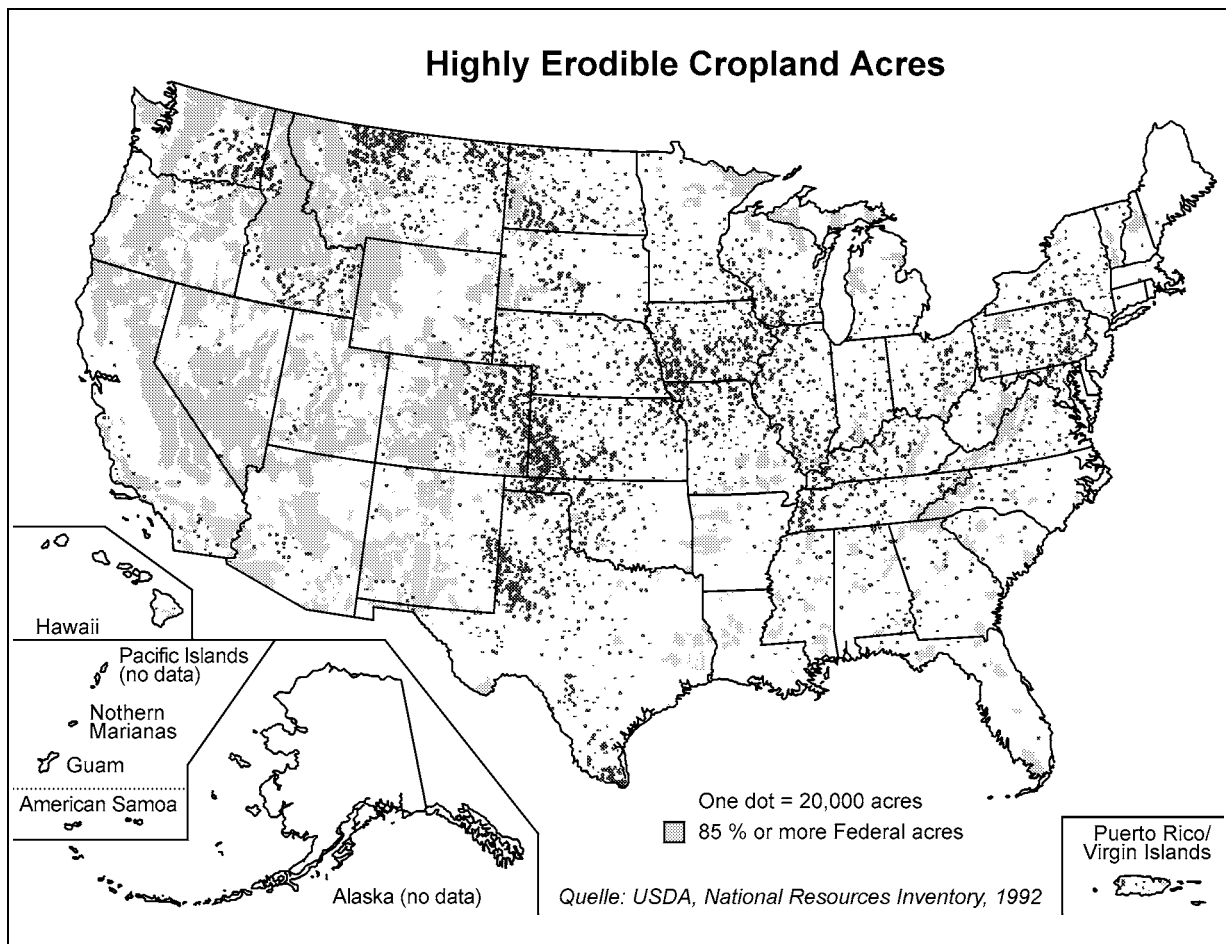 Highly Erodible Cropland Acres
Hawaii
Pacific Islands
(no data)
Nothern
Marianas
Guam
American Samoa
Alaska (no data)
One dot = 20,000 acres
85 % or more Federal acres
Quelle: USDA, National Resources Inventory, 1992
Puerto Rico/
Virgin Islands